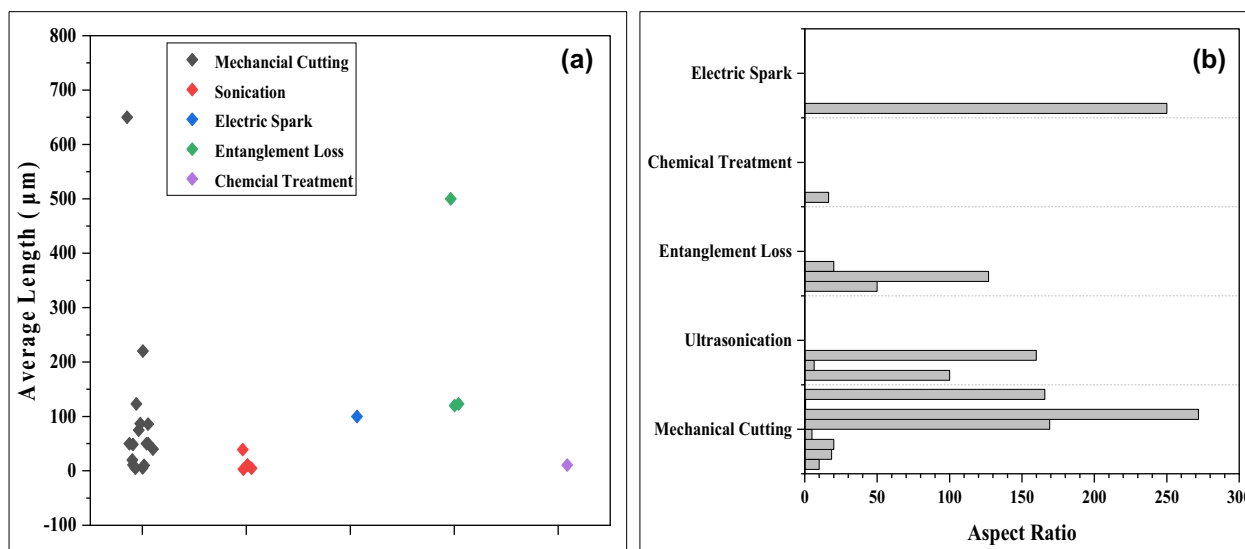 (a)
Mechancial Cutting
Sonication
Electric Spark
Entanglement Loss
Chemcial Treatment
Average Length ( μm)
800
700
600
500
400
300
200
100
0
-100
(b)
Electric Spark
Chemical Treatment
Entanglement Loss
Ultrasonication
Mechanical Cutting
0 50 100 150 200 250 300
Aspect Ratio